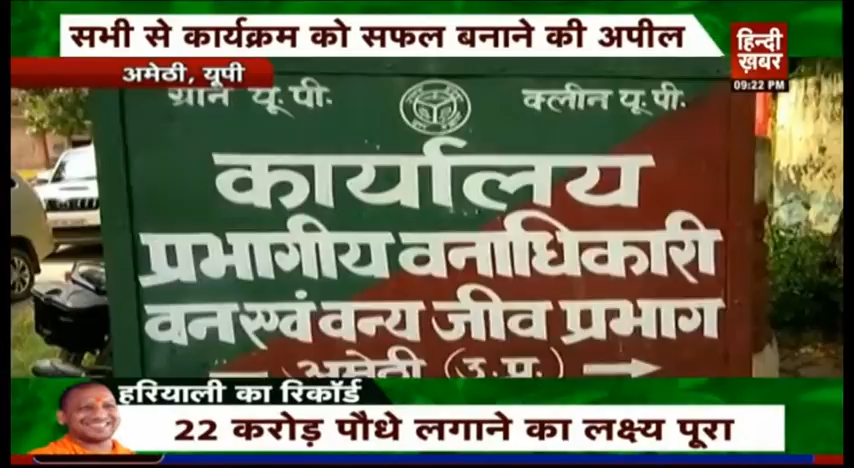 सभी से कार्यक्रम को सफल बनाने की अपील
हिन्दी
ख़बर
09:22 PM
अमेठी, यूपी
ग्रीन यू.पी. क्लीन यू.पी.
कार्यालय
प्रभागीय वनाधिकारी
वन एवं वन्य जीव प्रभाग
अमेठी (उ.प्र.)
हरियाली का रिकॉर्ड
22 करोड़ पौधे लगाने का लक्ष्य पूरा